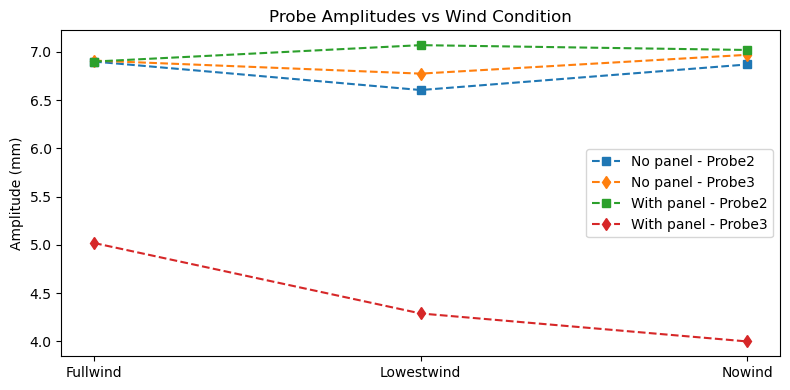 Probe Amplitudes vs Wind Condition
Amplitude (mm)
7.0
6.5
6.0
5.5
5.0
4.5
4.0
No panel - Probe2
No panel - Probe3
With panel - Probe2
With panel - Probe3
Fullwind
Lowestwind
Nowind